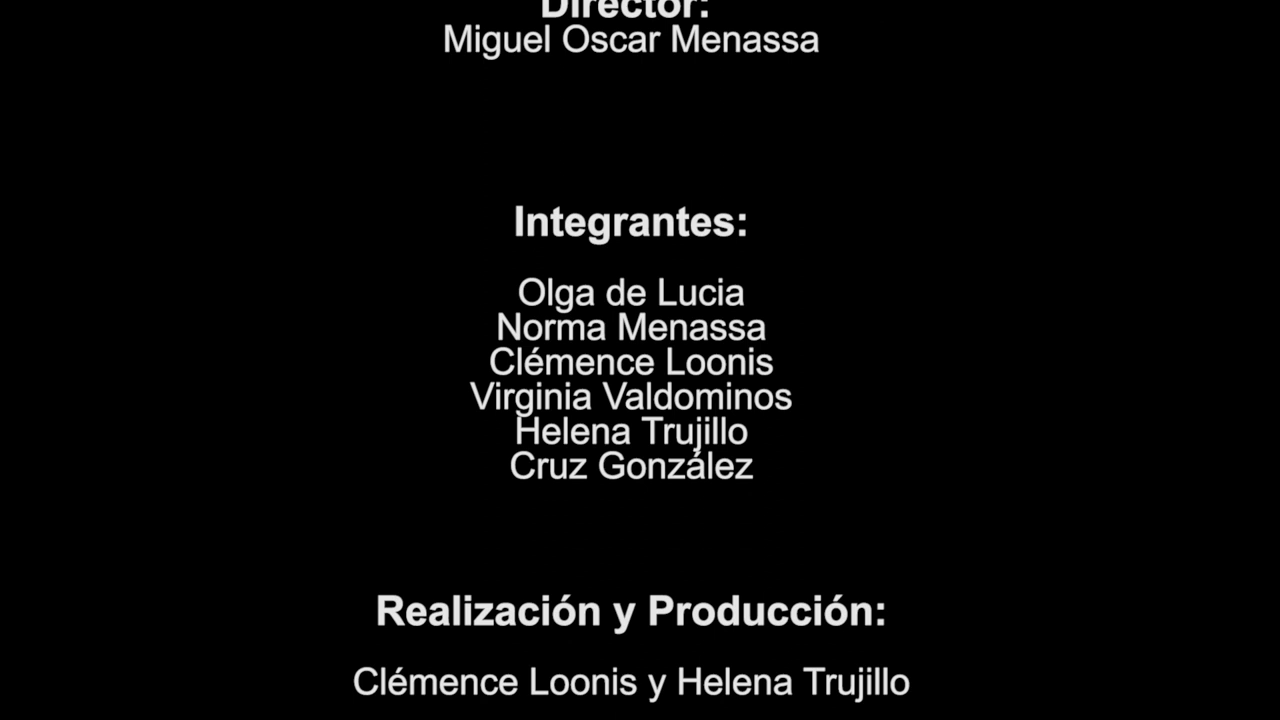 Director:
Miguel Oscar Menassa
Integrantes:
Olga de Lucia
Norma Menassa
Clémence Loonis
Virginia Valdominos
Helena Trujillo
Cruz González
Realización y Producción:
Clémence Loonis y Helena Trujillo